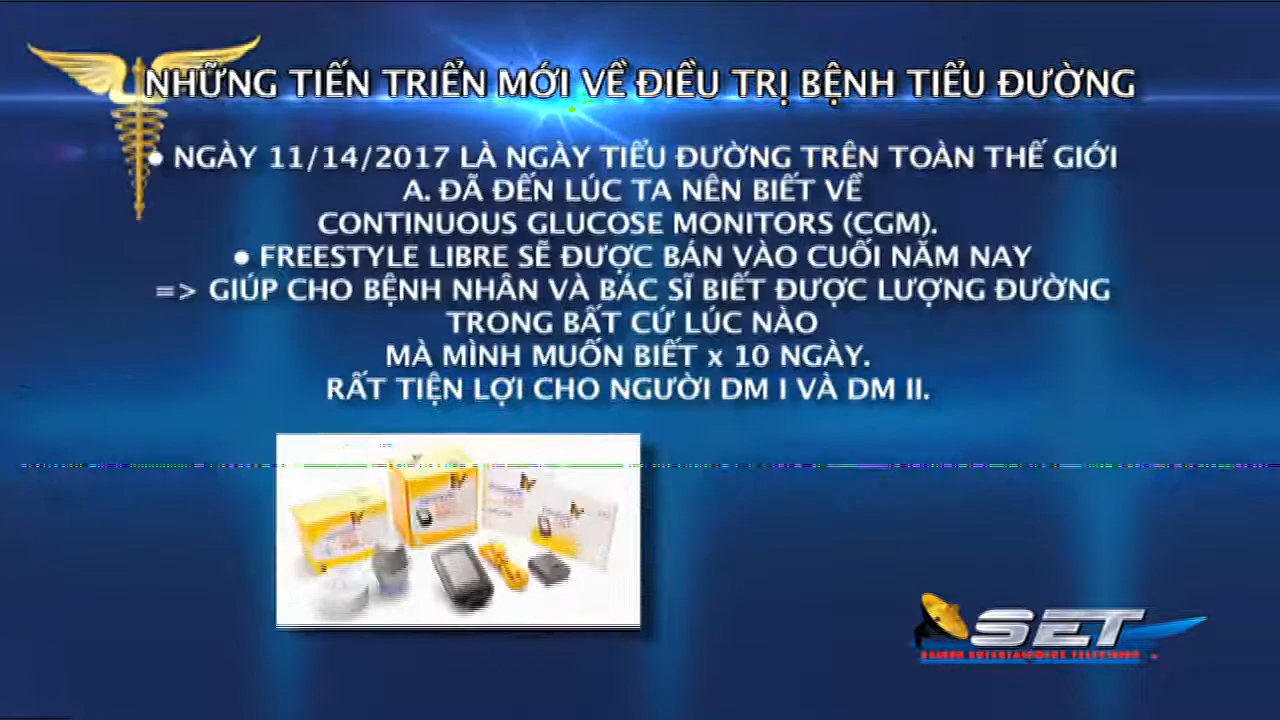 NHỮNG TIẾN TRIỂN MỚI VỀ ĐIỀU TRỊ BỆNH TIỂU ĐƯỜNG
● NGÀY 11/14/2017 LÀ NGÀY TIỂU ĐƯỜNG TRÊN TOÀN THẾ GIỚI
A. ĐÃ ĐẾN LÚC TA NÊN BIẾT VỀ
CONTINUOUS GLUCOSE MONITORS (CGM).
● FREESTYLE LIBRE SẼ ĐƯỢC BÁN VÀO CUỐI NĂM NAY
=> GIÚP CHO BỆNH NHÂN VÀ BÁC SĨ BIẾT ĐƯỢC LƯỢNG ĐƯỜNG
TRONG BẤT CỨ LÚC NÀO
MÀ MÌNH MUỐN BIẾT x 10 NGÀY.
RẤT TIỆN LỢI CHO NGƯỜI DM I VÀ DM II.
SET
SAIGON ENTERTAINMENT TELEVISION